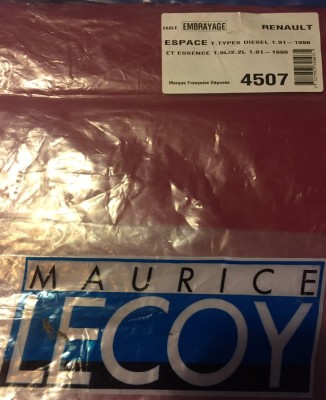 CABLE EMBRAYAGE RENAULT
ESPACE T.TYPES DIESEL 1.91-1996
ET ESSENCE 1.9L/2.2L 1.91-1996
Marque Française Déposée 4507
MAURICE
LECOY